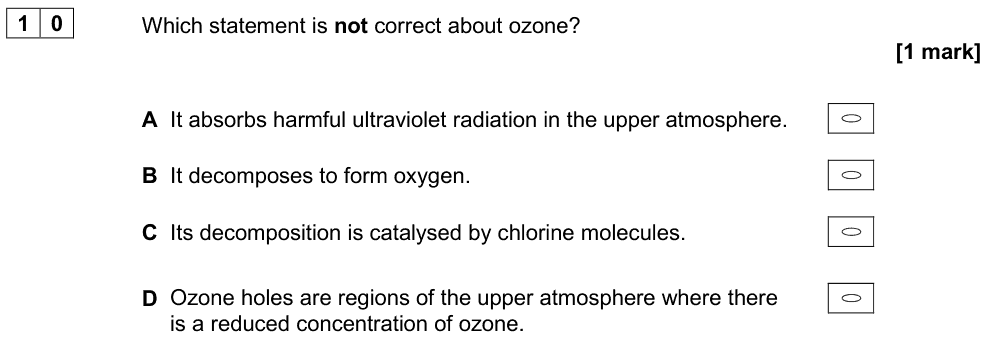 1 0 Which statement is not correct about ozone?
[1 mark]
A It absorbs harmful ultraviolet radiation in the upper atmosphere.
B It decomposes to form oxygen.
C Its decomposition is catalysed by chlorine molecules.
D Ozone holes are regions of the upper atmosphere where there
is a reduced concentration of ozone.